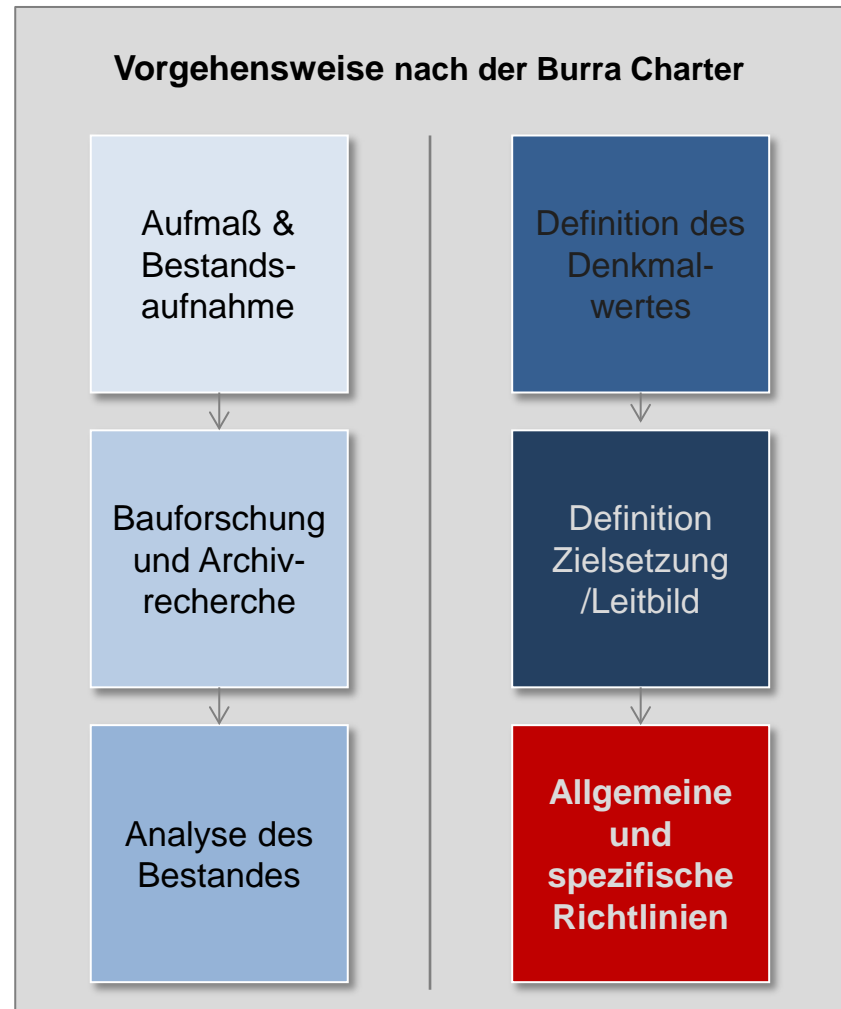 Vorgehensweise nach der Burra Charter
Aufmaß &
Bestands-
aufnahme
Bauforschung
und Archiv-
recherche
Analyse des
Bestandes
Definition des
Denkmal-
wertes
Definition
Zielsetzung
/Leitbild
Allgemeine
und
spezifische
Richtlinien